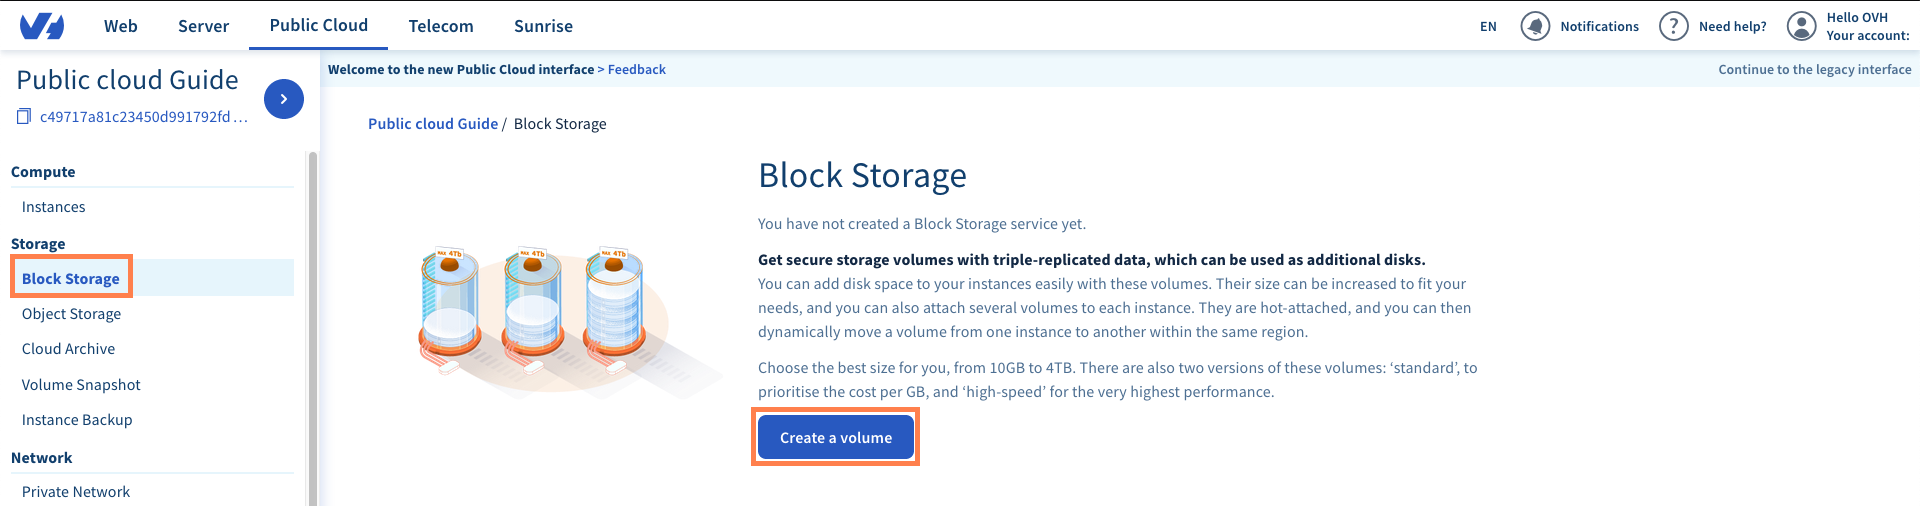 Web Server Public Cloud Telecom Sunrise EN Notifications ? Need help? Hello OVH
Your account:
Public cloud Guide
c49717a81c23450d991792fd ...
Welcome to the new Public Cloud interface > Feedback
Continue to the legacy interface
Compute
Instances
Storage
Block Storage
Object Storage
Cloud Archive
Volume Snapshot
Instance Backup
Network
Private Network
Public cloud Guide / Block Storage
MAX 4Tb
MAX 4Tb
MAX 4Tb
Block Storage
You have not created a Block Storage service yet.
Get secure storage volumes with triple-replicated data, which can be used as additional disks.
You can add disk space to your instances easily with these volumes. Their size can be increased to fit your
needs, and you can also attach several volumes to each instance. They are hot-attached, and you can then
dynamically move a volume from one instance to another within the same region.
Choose the best size for you, from 10GB to 4TB. There are also two versions of these volumes: ‘standard’, to
prioritise the cost per GB, and ‘high-speed’ for the very highest performance.
Create a volume